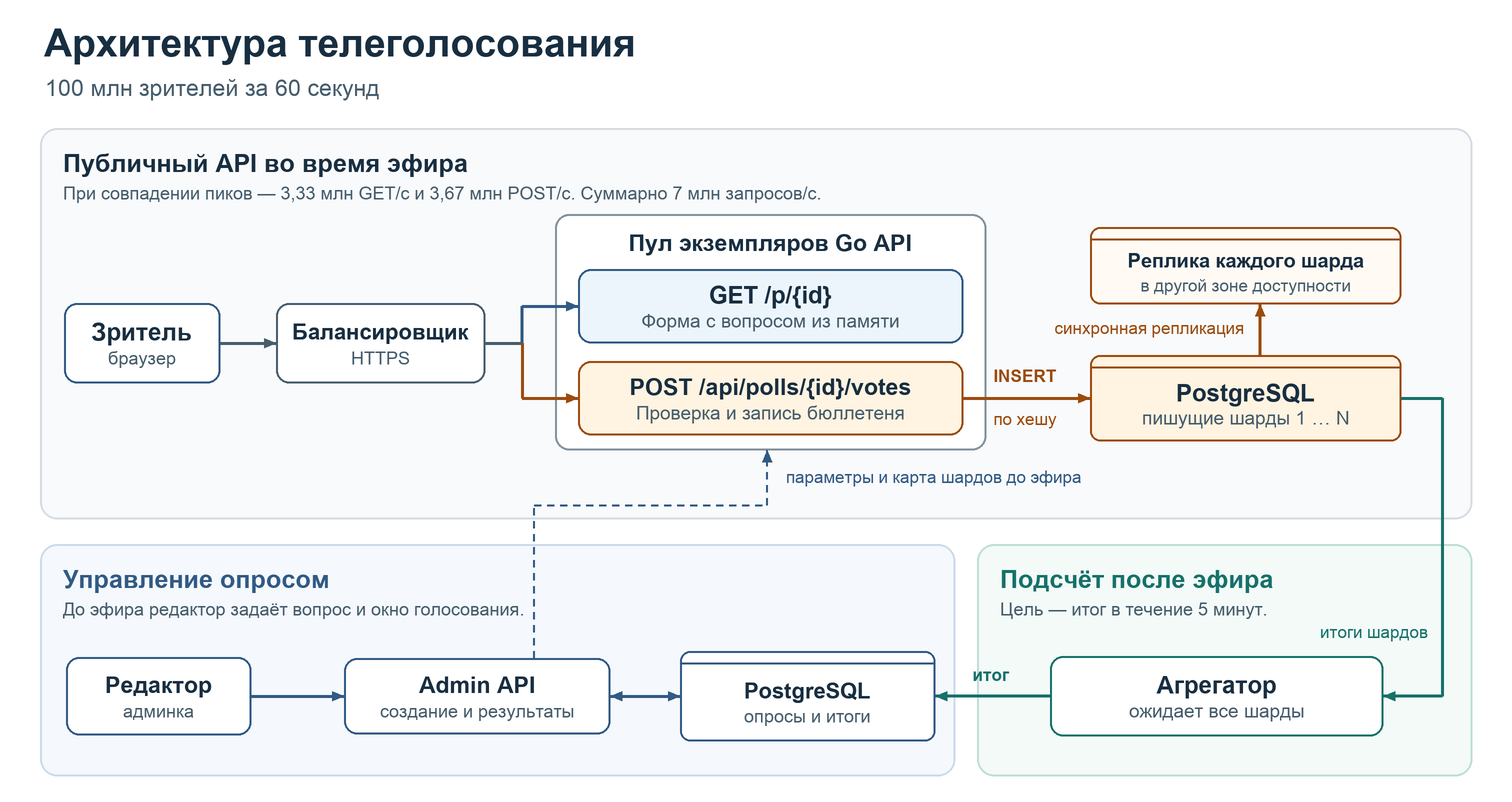 Архитектура телеголосования
100 млн зрителей за 60 секунд
Публичный API во время эфира
При совпадении пиков — 3,33 млн GET/с и 3,67 млн POST/с. Суммарно 7 млн запросов/с.
Пул экземпляров Go API
GET /p/{id}
Форма с вопросом из памяти
Зритель
браузер
Балансировщик
HTTPS
POST /api/polls/{id}/votes
Проверка и запись бюллетеня
INSERT
по хешу
Реплика каждого шарда
в другой зоне доступности
синхронная репликация
PostgreSQL
пишущие шарды 1 … N
параметры и карта шардов до эфира
Управление опросом
До эфира редактор задаёт вопрос и окно голосования.
Редактор
админка
Admin API
создание и результаты
PostgreSQL
опросы и итоги
Подсчёт после эфира
Цель — итог в течение 5 минут.
итоги шардов
итог
Агрегатор
ожидает все шарды